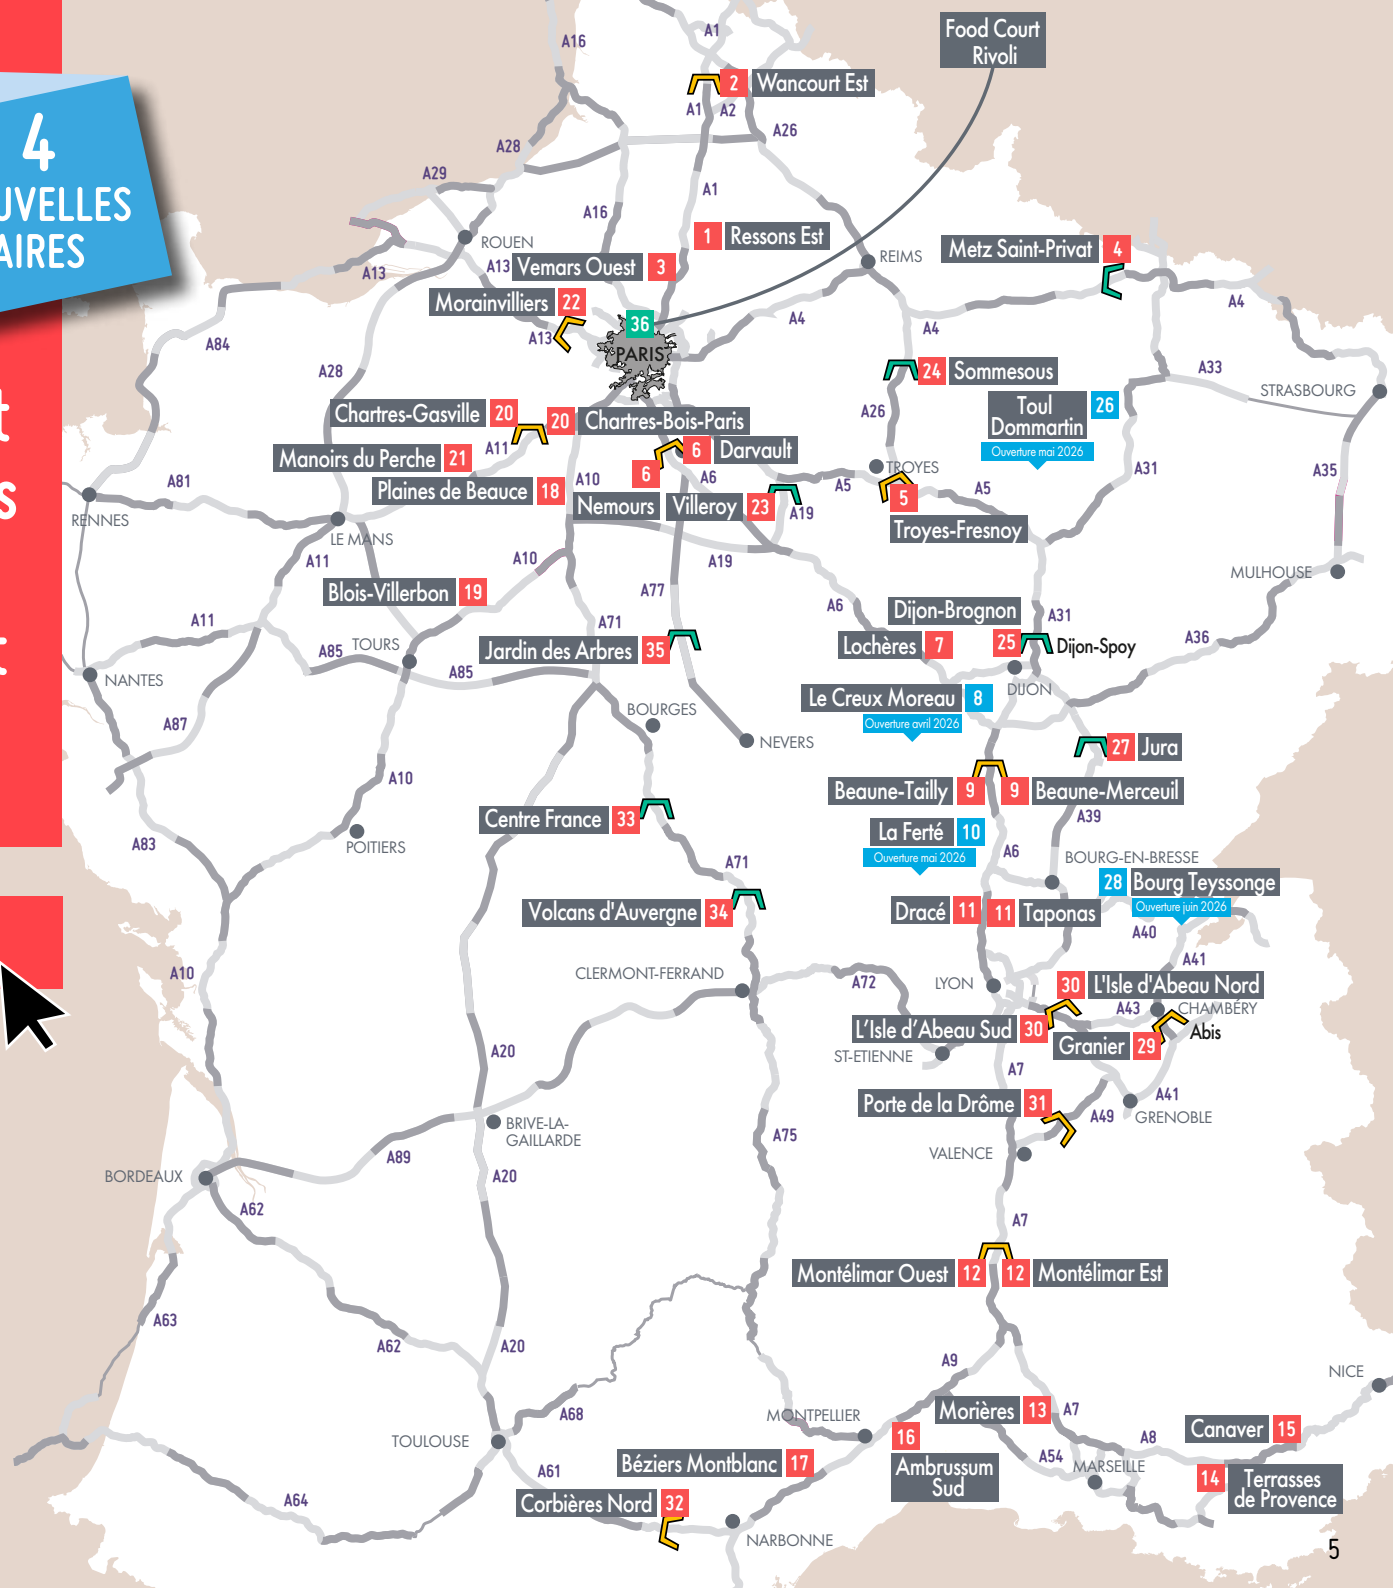 4
UVELLES
AIRES
t
s
t
Food Court
Rivoli
A1
A16
2 Wancourt Est
A1
A2
A26
A28
A29
A1
A16
ROUEN
1 Ressons Est
REIMS
Metz Saint-Privat 4
A13
A13
Vemars Ouest 3
Morainvilliers 22
A4
A4
A4
A84
A13
36
PARIS
A28
24 Sommesous
A33
STRASBOURG
Chartres-Gasville 20
20 Chartres-Bois-Paris
A26
Toul
Dommartin
26
Ouverture mai 2026
Manoirs du Perche 21
A11
6 Darvault
6
A6
TROYES
A31
A35
A81
Plaines de Beauce 18
A10
Nemours
Villeroy 23
A19
A5
A5
5
Troyes-Fresnoy
RENNES
LE MANS
A11
A10
A19
MULHOUSE
Blois-Villerbon 19
A77
A6
Dijon-Brognon
A31
A11
A71
Lochères 7
25
Dijon-Spoy
A36
TOURS
A85
A85
Jardin des Arbres 35
NANTES
DIJON
Le Creux Moreau 8
Ouverture avril 2026
BOURGES
A87
NEVERS
27 Jura
A10
Beaune-Tailly 9
9 Beaune-Merceuil
Centre France 33
A39
La Ferté 10
Ouverture mai 2026
A83
POITIERS
A6
BOURG-EN-BRESSE
A71
28 Bourg Teyssonge
Ouverture juin 2026
Volcans d'Auvergne 34
Dracé 11
11 Taponas
A40
A41
A10
CLERMONT-FERRAND
A72
LYON
30 L'Isle d'Abeau Nord
A43
CHAMBÉRY
L'Isle d'Abeau Sud 30
Abis
Granier 29
A20
ST-ETIENNE
A7
Porte de la Drôme 31
A41
A49
GRENOBLE
BRIVE-LA-
GAILLARDE
A75
A89
VALENCE
BORDEAUX
A20
A62
A7
Montélimar Ouest 12
12 Montélimar Est
A63
A62
A20
A9
NICE
Morières 13
A7
A68
MONTPELLIER
Canaver 15
16
Ambrussum
Sud
A8
TOULOUSE
A54
MARSEILLE
Béziers Montblanc 17
A61
14 Terrasses
de Provence
A64
Corbières Nord 32
NARBONNE
5